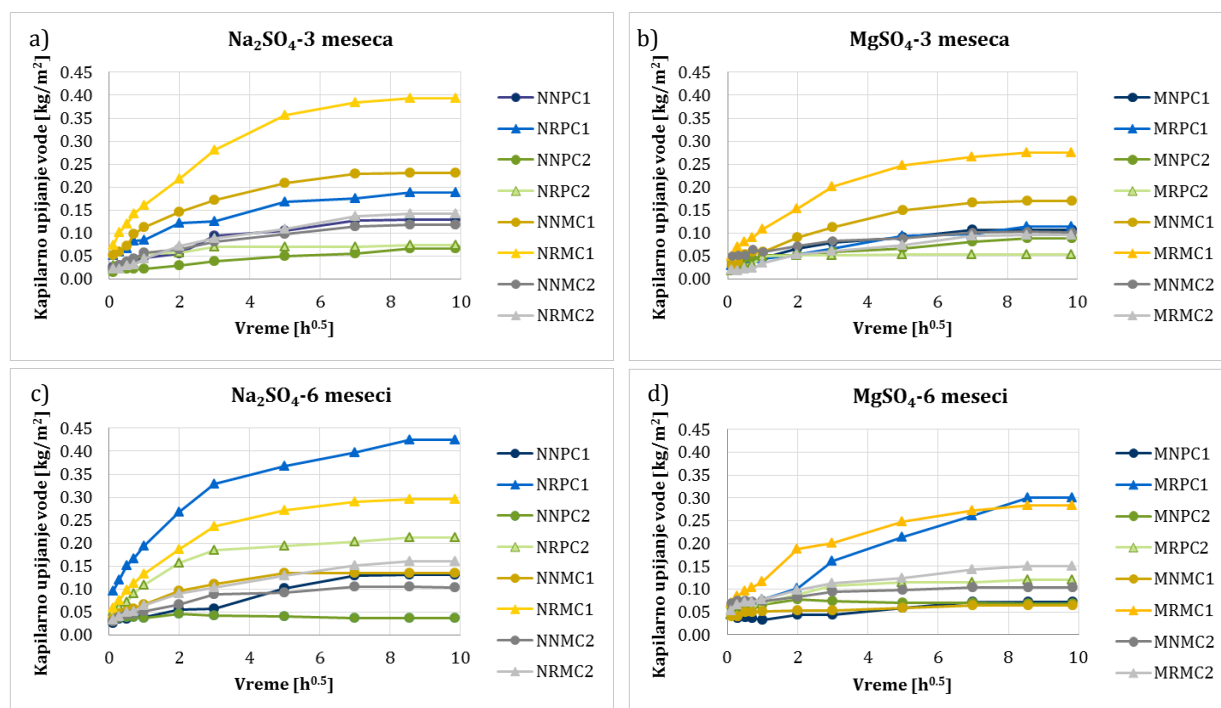 a)
Na₂SO₄-3 meseca
Kapilarno upijanje vode [kg/m²]
0.45
0.40
0.35
0.30
0.25
0.20
0.15
0.10
0.05
0.00
0 2 4 6 8 10
Vreme [h⁰·⁵]
NNPC1
NRPC1
NNPC2
NRPC2
NNMC1
NRMC1
NNMC2
NRMC2
b)
MgSO₄-3 meseca
Kapilarno upijanje vode [kg/m²]
0.45
0.40
0.35
0.30
0.25
0.20
0.15
0.10
0.05
0.00
0 2 4 6 8 10
Vreme [h⁰·⁵]
MNPC1
MRPC1
MNPC2
MRPC2
MNMC1
MRMC1
MNMC2
MRMC2
c)
Na₂SO₄-6 meseci
Kapilarno upijanje vode [kg/m²]
0.45
0.40
0.35
0.30
0.25
0.20
0.15
0.10
0.05
0.00
0 2 4 6 8 10
Vreme [h⁰·⁵]
NNPC1
NRPC1
NNPC2
NRPC2
NNMC1
NRMC1
NNMC2
NRMC2
d)
MgSO₄-6 meseci
Kapilarno upijanje vode [kg/m²]
0.45
0.40
0.35
0.30
0.25
0.20
0.15
0.10
0.05
0.00
0 2 4 6 8 10
Vreme [h⁰·⁵]
MNPC1
MRPC1
MNPC2
MRPC2
MNMC1
MRMC1
MNMC2
MRMC2